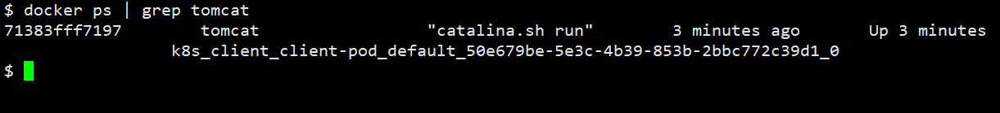 $ docker ps | grep tomcat
71383fff7197 tomcat "catalina.sh run" 3 minutes ago Up 3 minutes
k8s_client_client-pod_default_50e679be-5e3c-4b39-853b-2bbc772c39d1_0
$